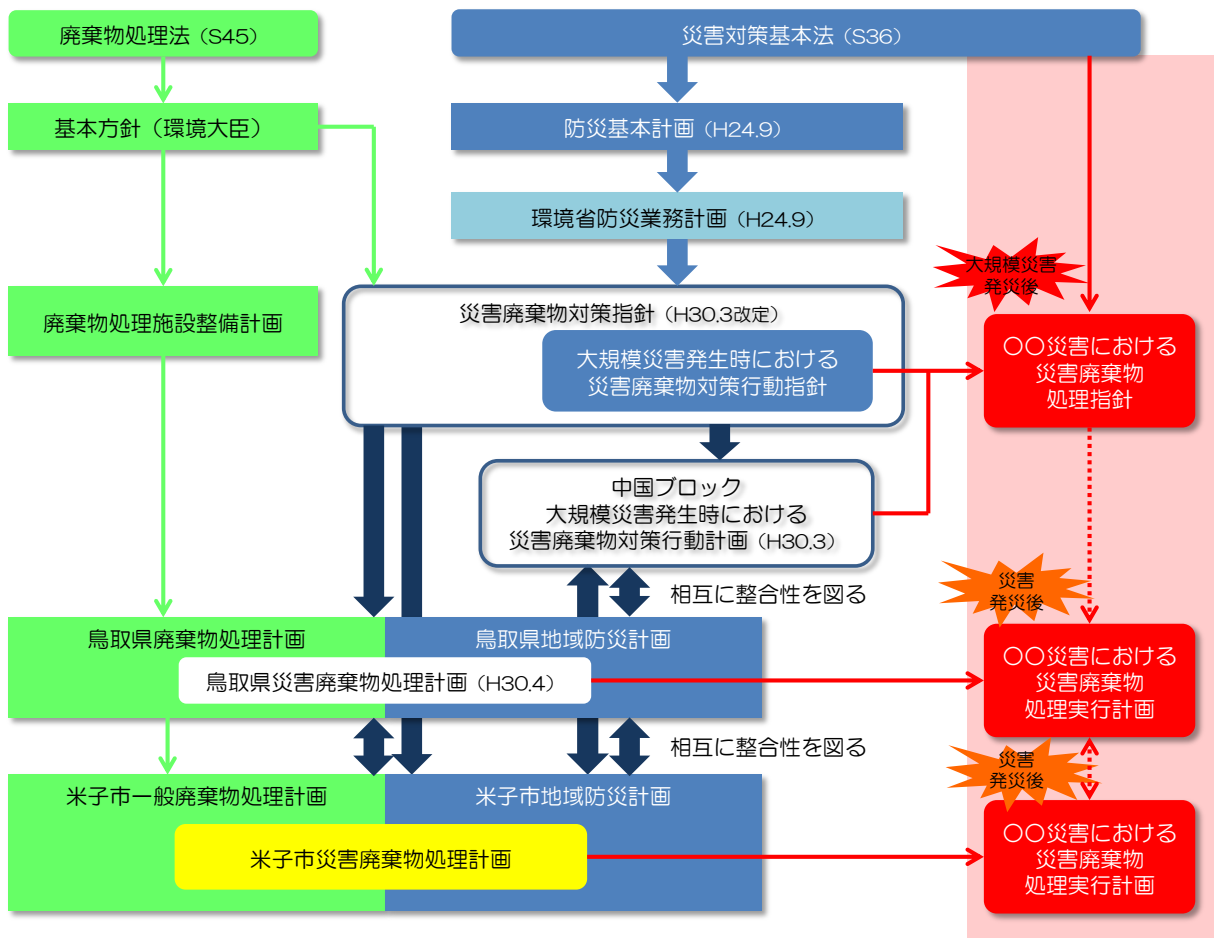 廃棄物処理法（S45）
災害対策基本法（S36）
基本方針（環境大臣）
防災基本計画（H24.9）
環境省防災業務計画（H24.9）
大規模災害
発災後
廃棄物処理施設整備計画
災害廃棄物対策指針（H30.3改定）
大規模災害発生時における
災害廃棄物対策行動指針
〇〇災害における
災害廃棄物
処理指針
中国ブロック
大規模災害発生時における
災害廃棄物対策行動計画（H30.3）
相互に整合性を図る
災害
発災後
鳥取県廃棄物処理計画
鳥取県地域防災計画
鳥取県災害廃棄物処理計画（H30.4）
〇〇災害における
災害廃棄物
処理実行計画
相互に整合性を図る
災害
発災後
米子市一般廃棄物処理計画
米子市地域防災計画
米子市災害廃棄物処理計画
〇〇災害における
災害廃棄物
処理実行計画